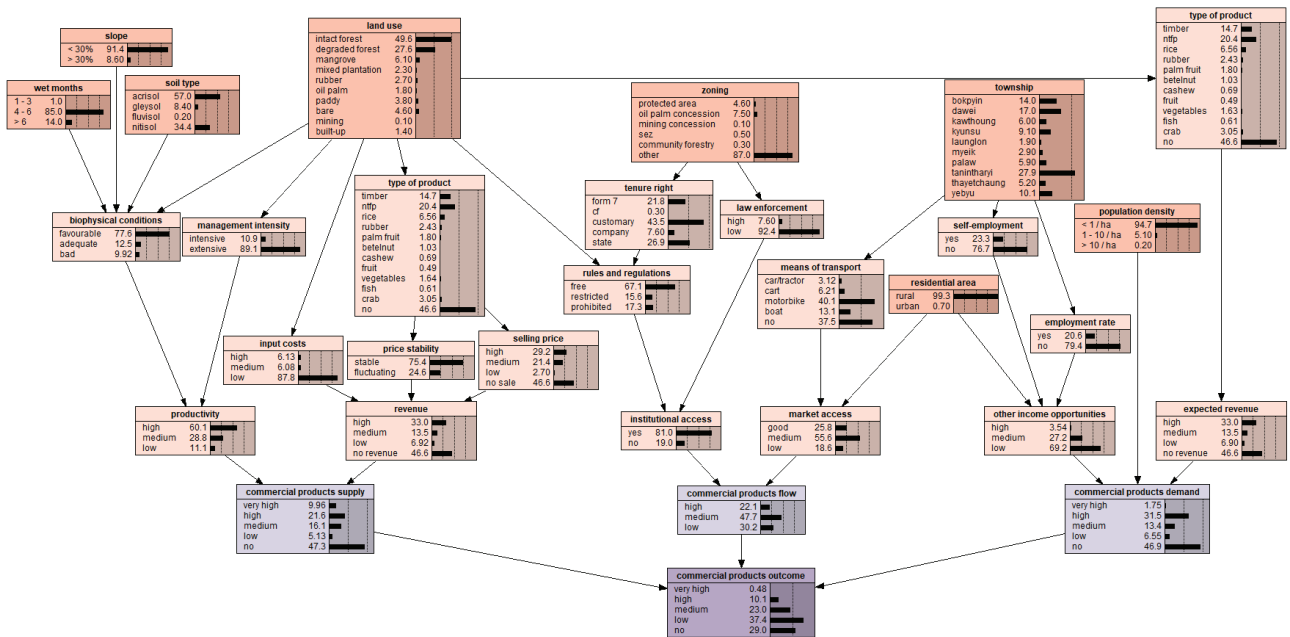 slope
< 30% 91.4
> 30% 8.60
wet months
1 - 3 1.0
4 - 6 85.0
> 6 14.0
soil type
acrisol 57.0
gleysol 8.40
fluvisol 0.20
nitisol 34.4
land use
intact forest 49.6
degraded forest 27.6
mangrove 6.10
mixed plantation 2.30
rubber 2.70
oil palm 1.80
paddy 3.80
bare 4.60
mining 0.10
built-up 1.40
zoning
protected area 4.60
oil palm concession 7.50
mining concession 0.10
sez 0.50
community forestry 0.30
other 87.0
township
bokpyin 14.0
dawei 17.0
kawthoung 6.00
kyunsu 9.10
launglon 1.90
myeik 2.90
palaw 5.90
tanintharyi 27.9
thayetchaung 5.20
yebyu 10.1
type of product
timber 14.7
ntfp 20.4
rice 6.56
rubber 2.43
palm fruit 1.80
betelnut 1.03
cashew 0.69
fruit 0.49
vegetables 1.64
fish 0.61
crab 3.05
no 46.6
biophysical conditions
favourable 77.6
adequate 12.5
bad 9.92
management intensity
intensive 10.9
extensive 89.1
type of product
timber 14.7
ntfp 20.4
rice 6.56
rubber 2.43
palm fruit 1.80
betelnut 1.03
cashew 0.69
fruit 0.49
vegetables 1.64
fish 0.61
crab 3.05
no 46.6
tenure right
form 7 21.8
cf 0.30
customary 43.5
company 7.60
state 26.9
law enforcement
high 7.60
low 92.4
self-employment
yes 23.3
no 76.7
population density
< 1 / ha 94.7
1 - 10 / ha 5.10
> 10 / ha 0.20
rules and regulations
free 67.1
restricted 15.6
prohibited 17.3
means of transport
car/tractor 3.12
cart 6.21
motorbike 40.1
boat 13.1
no 37.5
residential area
rural 99.3
urban 0.70
employment rate
yes 20.6
no 79.4
input costs
high 6.13
medium 6.08
low 87.8
price stability
stable 75.4
fluctuating 24.6
selling price
high 29.2
medium 21.4
low 2.70
no sale 46.6
productivity
high 60.1
medium 28.8
low 11.1
revenue
high 33.0
medium 13.5
low 6.92
no revenue 46.6
institutional access
yes 81.0
no 19.0
market access
good 25.8
medium 55.6
low 18.6
other income opportunities
high 3.54
medium 27.2
low 69.2
expected revenue
high 33.0
medium 13.5
low 6.90
no revenue 46.6
commercial products supply
very high 9.96
high 21.6
medium 16.1
low 5.13
no 47.3
commercial products flow
high 22.1
medium 47.7
low 30.2
commercial products demand
very high 1.75
high 31.5
medium 13.4
low 6.55
no 46.9
commercial products outcome
very high 0.48
high 10.1
medium 23.0
low 37.4
no 29.0